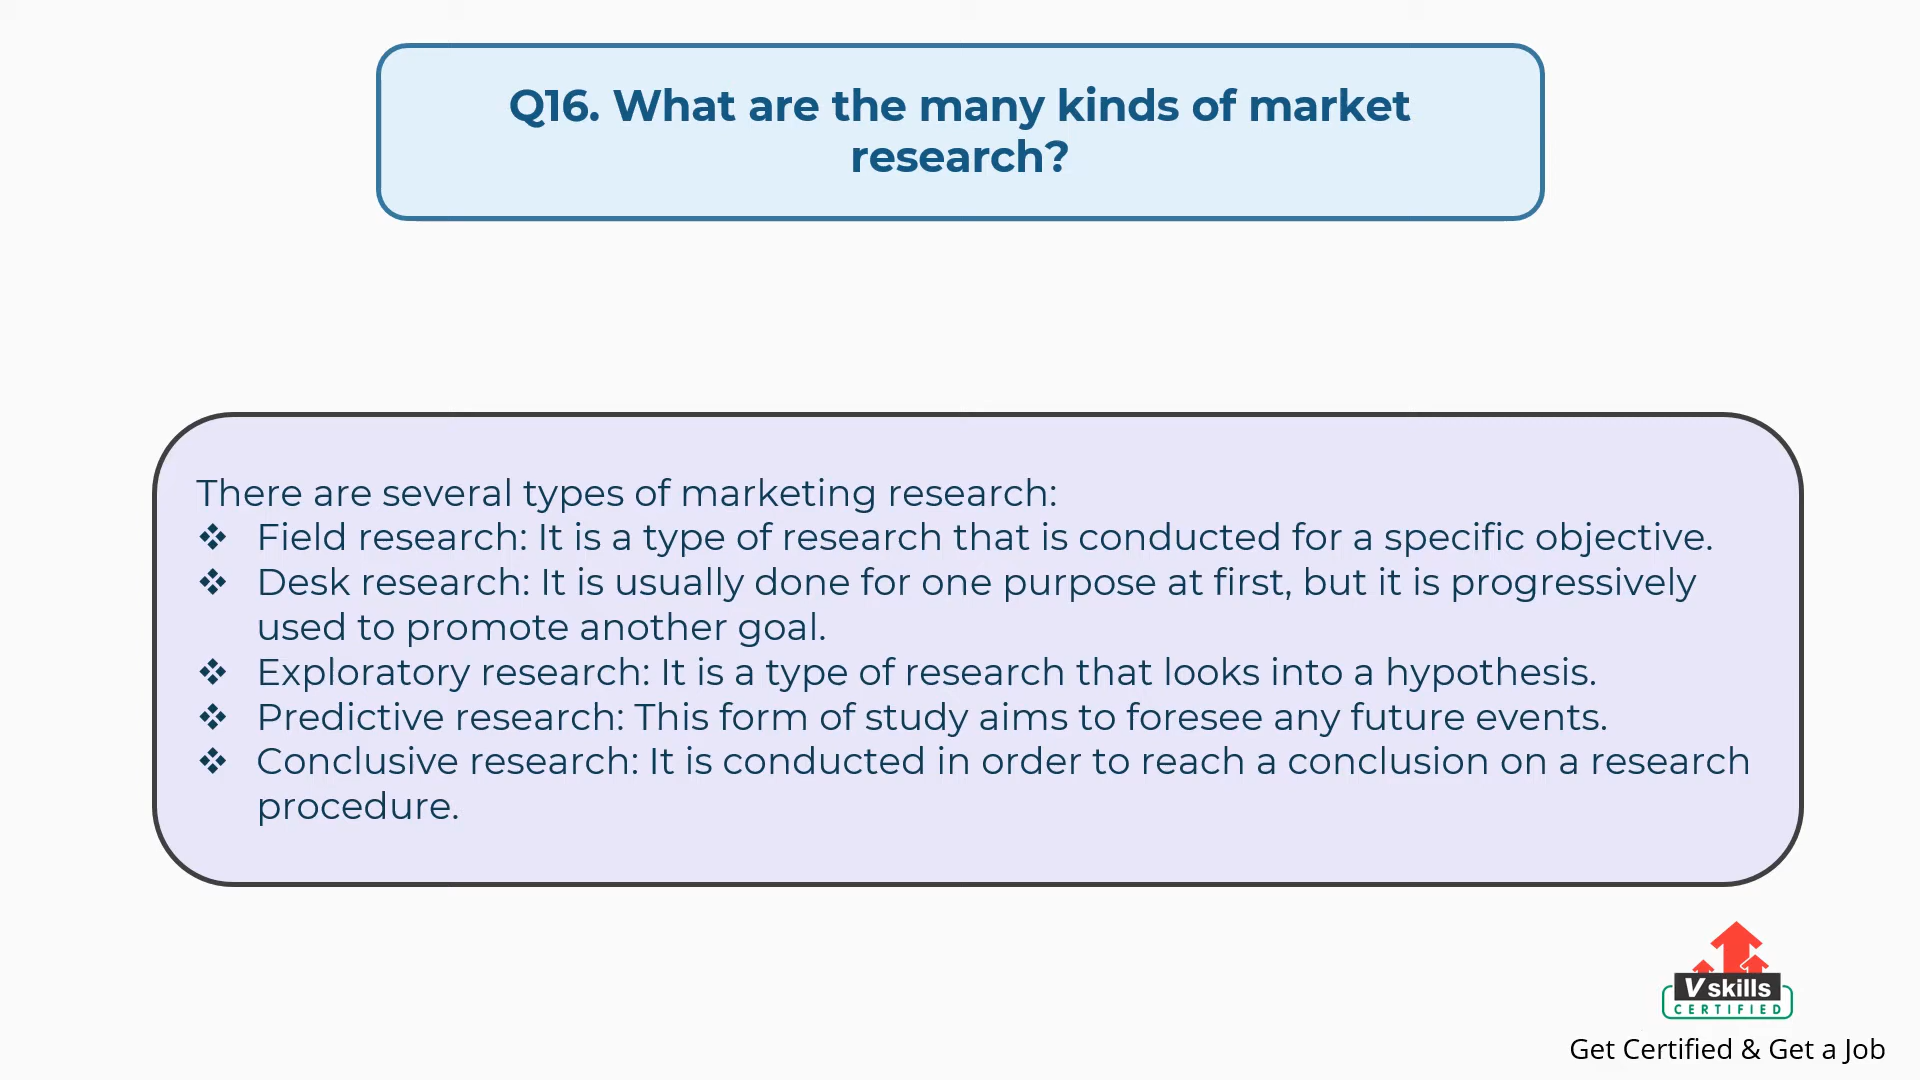 Q16. What are the many kinds of market
research?
There are several types of marketing research:
❖ Field research: It is a type of research that is conducted for a specific objective.
❖ Desk research: It is usually done for one purpose at first, but it is progressively
used to promote another goal.
❖ Exploratory research: It is a type of research that looks into a hypothesis.
❖ Predictive research: This form of study aims to foresee any future events.
❖ Conclusive research: It is conducted in order to reach a conclusion on a research
procedure.
Vskills
CERTIFIED
Get Certified & Get a Job